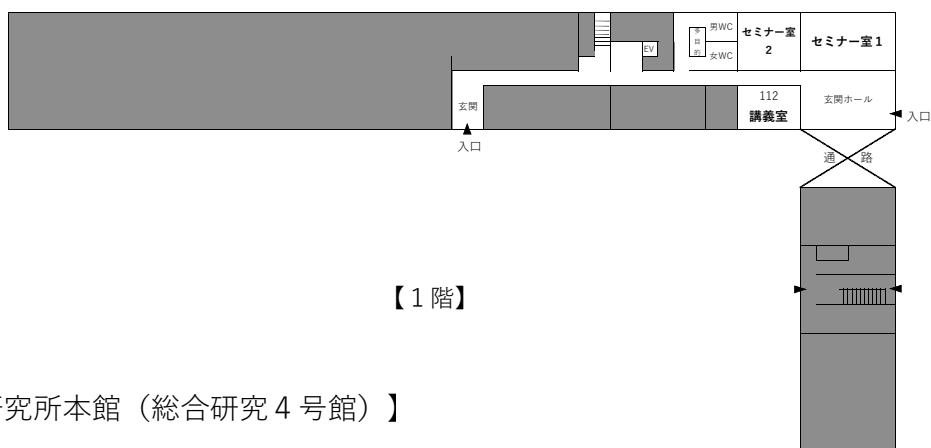 男WC
多目的
EV
女WC
セミナー室
2
セミナー室1
玄関
112
講義室
玄関ホール
入口
入口
通 路
【1階】
究所本館（総合研究4号館）】